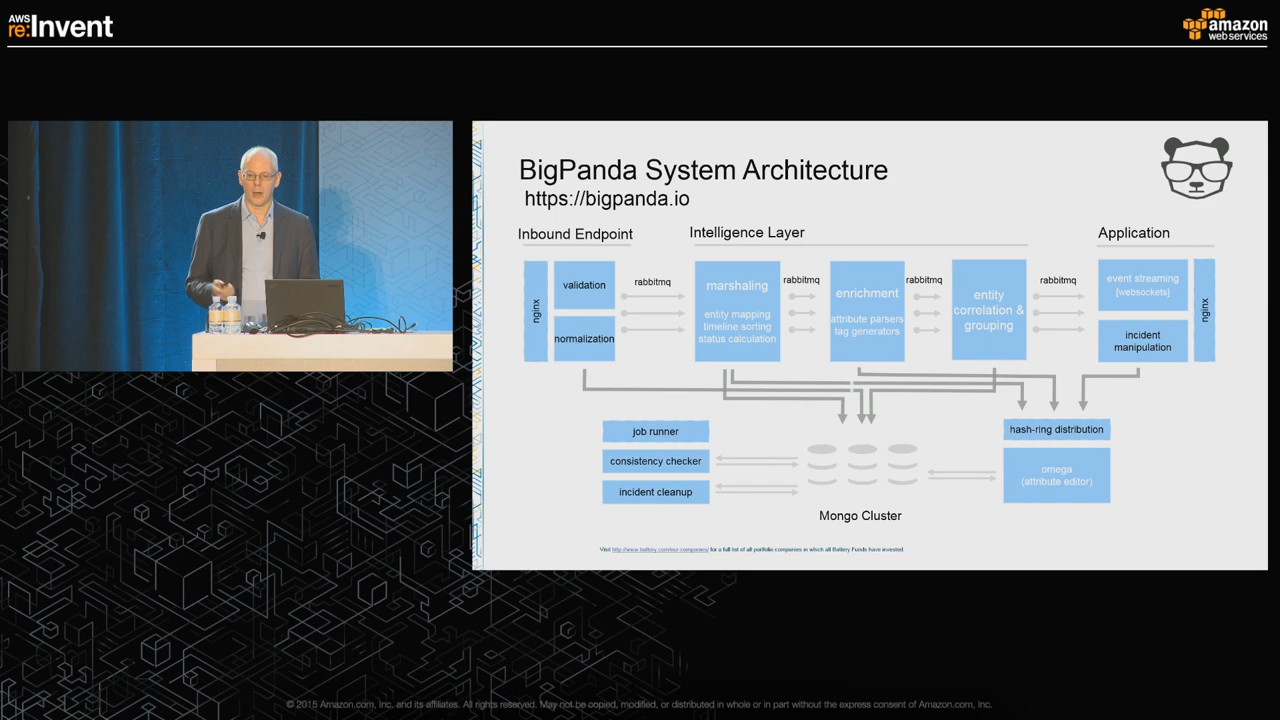 AWS
re:Invent
amazon
web services
BigPanda System Architecture
https://bigpanda.io
Inbound Endpoint
Intelligence Layer
Application
nginx
validation
normalization
rabbitmq
marshaling
entity mapping
timeline sorting
status calculation
rabbitmq
enrichment
attribute parsers
tag generators
rabbitmq
entity
correlation &
grouping
rabbitmq
event streaming
[websockets]
incident
manipulation
nginx
job runner
consistency checker
incident cleanup
Mongo Cluster
hash-ring distribution
omega
(attribute editor)
Visit http://www.battery.com/our-companies/ for a full list of all portfolio companies in which all Battery Funds have invested.
© 2015 Amazon.com, Inc. and its affiliates. All rights reserved. May not be copied, modified, or distributed in whole or in part without the express consent of Amazon.com, Inc.